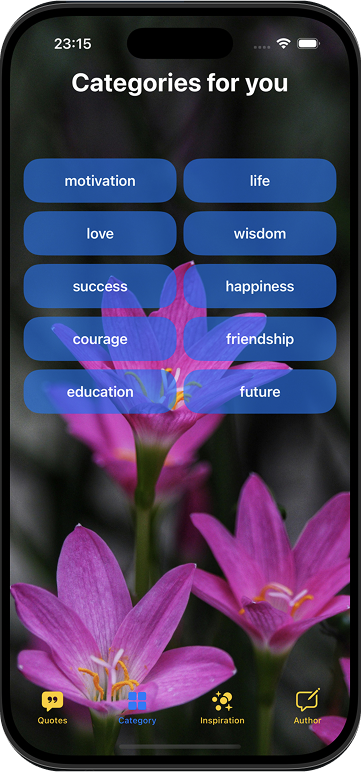 23:15
Categories for you
motivation life
love wisdom
success happiness
courage friendship
education future
Quotes Category Inspiration Author